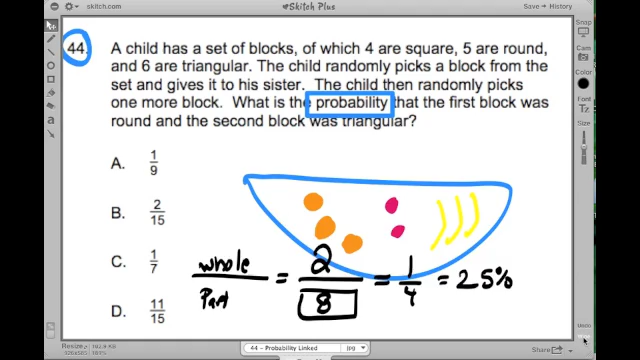 skitch
Skitch Plus
Save → History
Snap
Cam
Color
Font
Tz
Size
Undo
44.
A child has a set of blocks, of which 4 are square, 5 are round,
and 6 are triangular. The child randomly picks a block from the
set and gives it to his sister. The child then randomly picks
one more block. What is the probability that the first block was
round and the second block was triangular?
A. 1/9
B. 2/15
C. 1/7
D. 11/15
whole/Part = 2/8 = 1/4 = 25%
Resize
44 - Probability Linked
JPG
Share